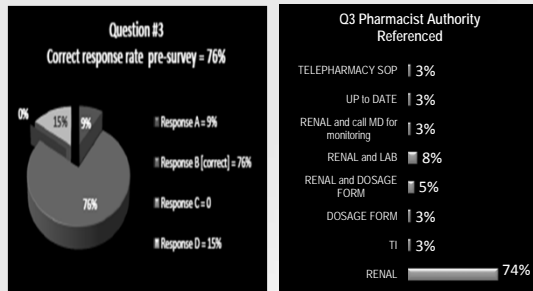 Question #3
Correct response rate pre-survey = 76%
0%
15%
9%
76%
Response A = 9%
Response B [correct] = 76%
Response C = 0
Response D = 15%
Q3 Pharmacist Authority
Referenced
TELEPHARMACY SOP 3%
UP to DATE 3%
RENAL and call MD for
monitoring 3%
RENAL and LAB 8%
RENAL and DOSAGE
FORM 5%
DOSAGE FORM 3%
TI 3%
RENAL 74%